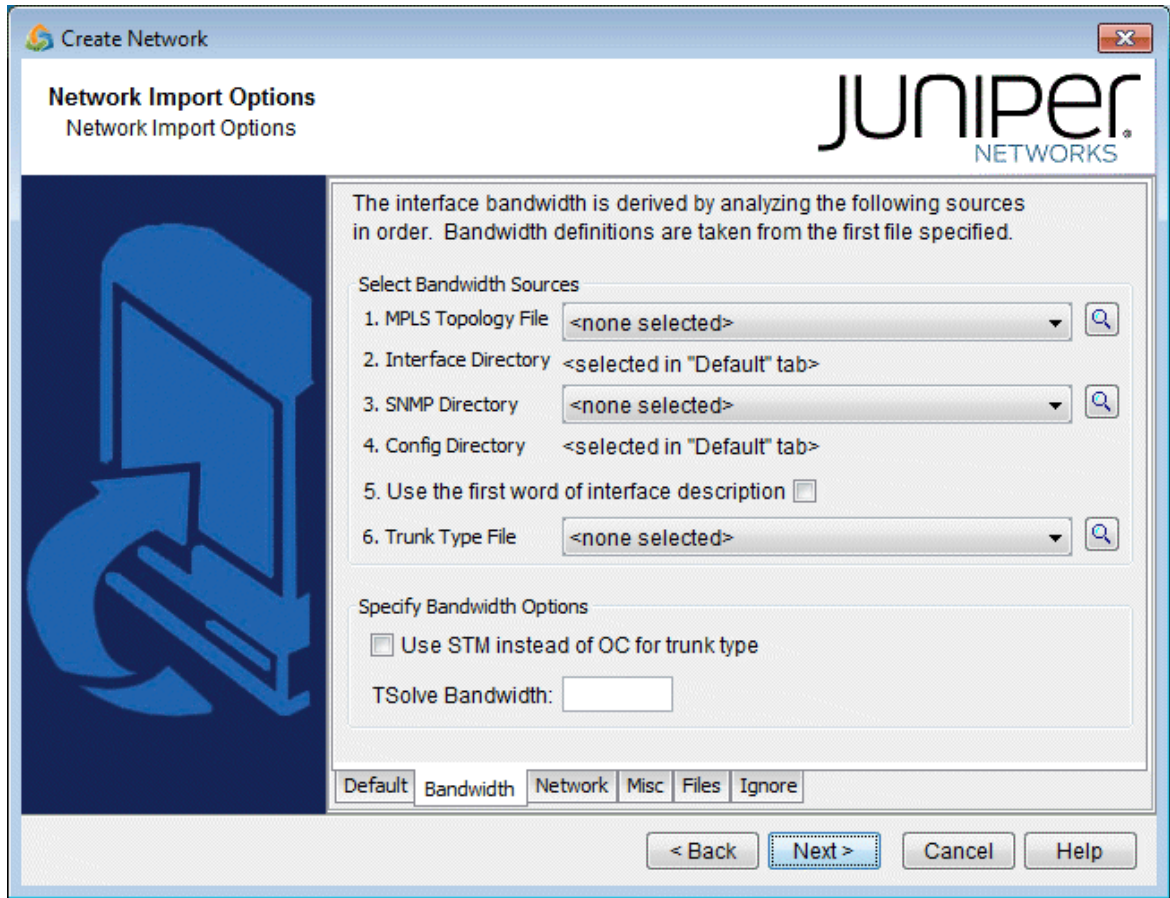 Create Network
Network Import Options
Network Import Options
JUNIPER
NETWORKS
The interface bandwidth is derived by analyzing the following sources
in order. Bandwidth definitions are taken from the first file specified.
Select Bandwidth Sources
1. MPLS Topology File <none selected>
2. Interface Directory <selected in "Default" tab>
3. SNMP Directory <none selected>
4. Config Directory <selected in "Default" tab>
5. Use the first word of interface description
6. Trunk Type File <none selected>
Specify Bandwidth Options
Use STM instead of OC for trunk type
TSolve Bandwidth:
Default Bandwidth Network Misc Files Ignore
< Back Next > Cancel Help